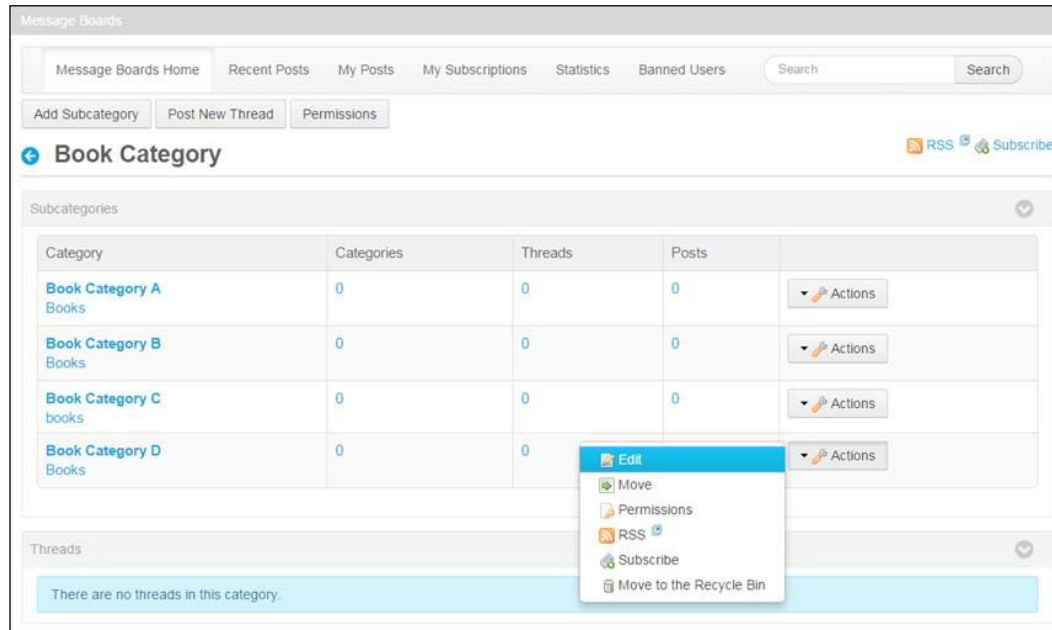 Message Boards
Message Boards Home Recent Posts My Posts My Subscriptions Statistics Banned Users Search Search
Add Subcategory Post New Thread Permissions
Book Category RSS Subscribe
Subcategories
Category Categories Threads Posts
Book Category A 0 0 0 Actions
Books
Book Category B 0 0 0 Actions
Books
Book Category C 0 0 0 Actions
books
Book Category D 0 0 Actions
Books
Edit
Move
Permissions
RSS
Subscribe
Move to the Recycle Bin
Threads
There are no threads in this category.